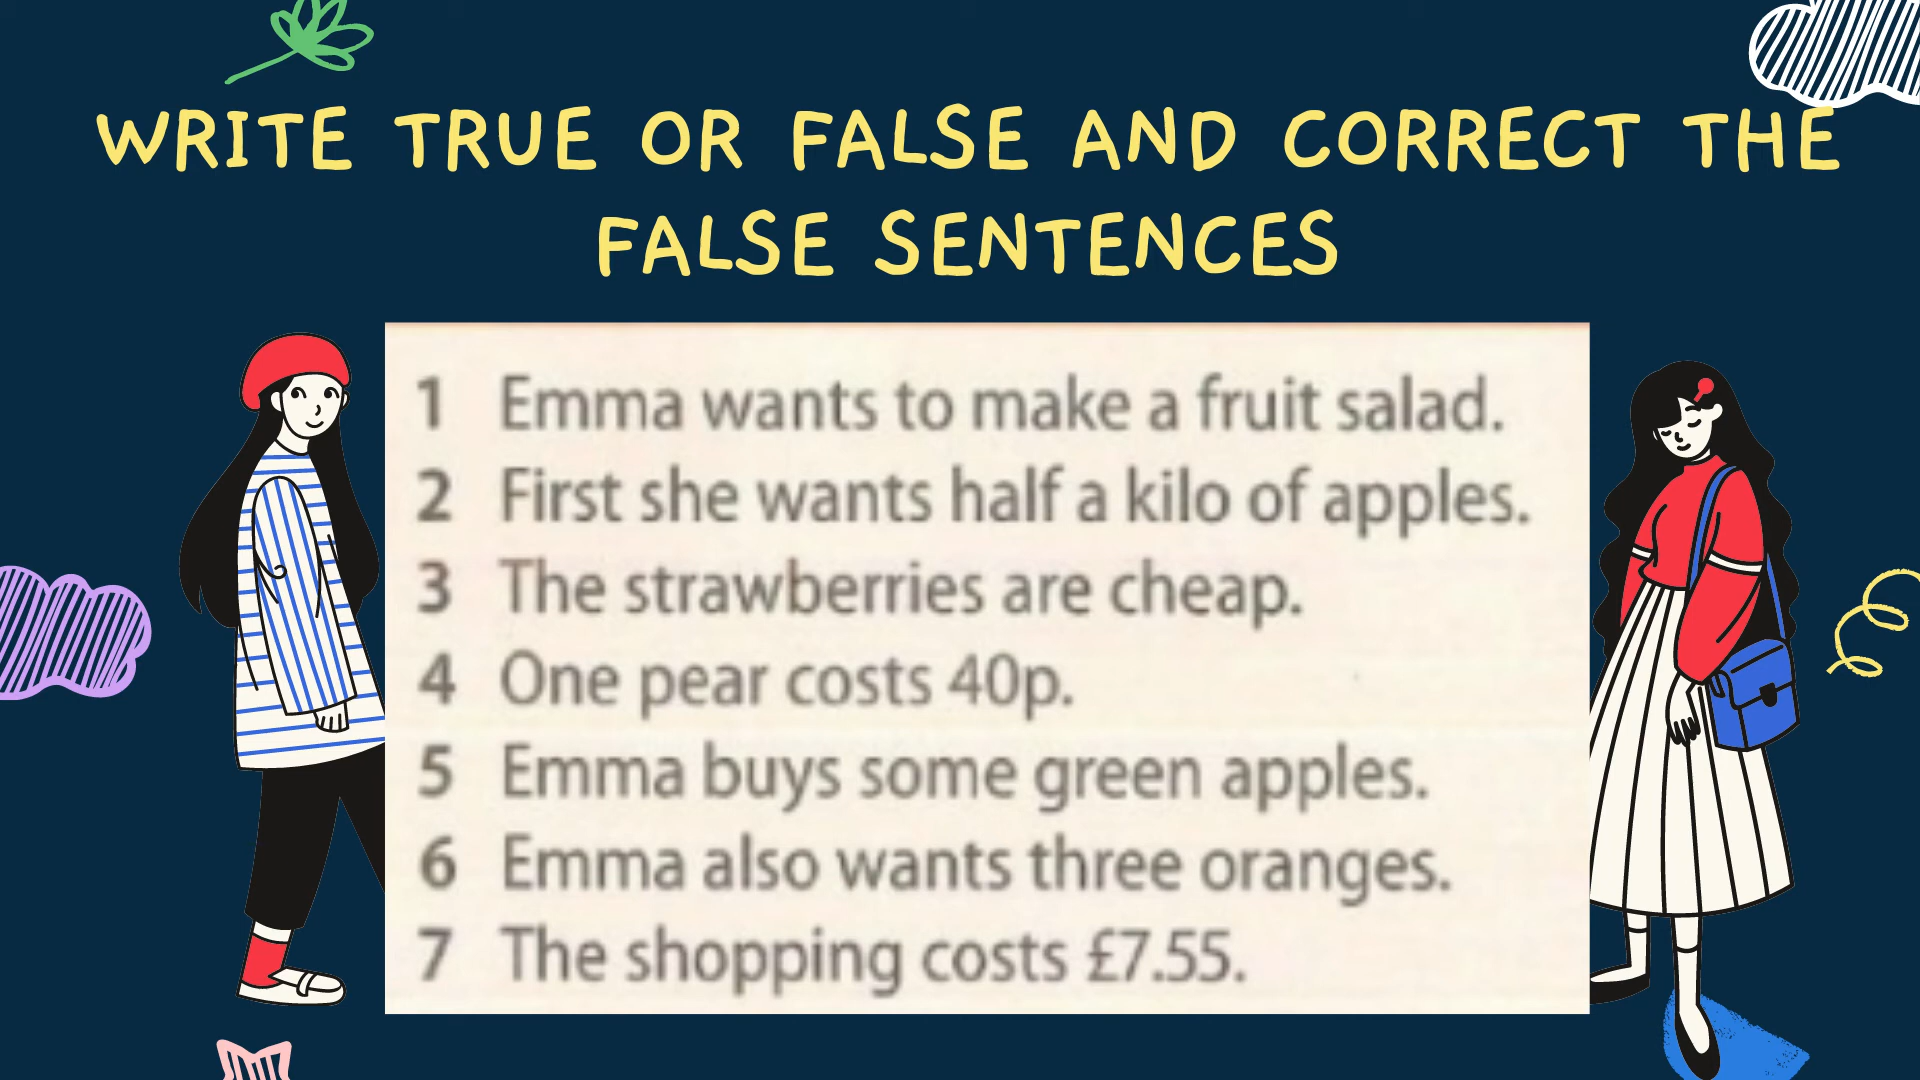 WRITE TRUE OR FALSE AND CORRECT THE
FALSE SENTENCES
1 Emma wants to make a fruit salad.
2 First she wants half a kilo of apples.
3 The strawberries are cheap.
4 One pear costs 40p.
5 Emma buys some green apples.
6 Emma also wants three oranges.
7 The shopping costs £7.55.